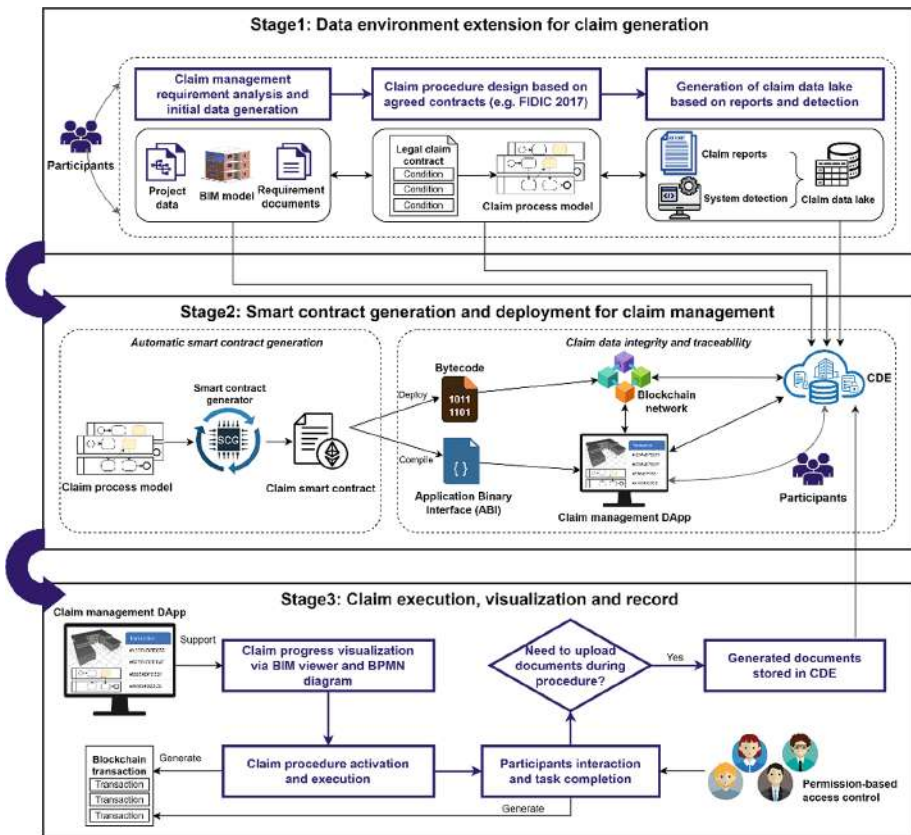 Stage1: Data environment extension for claim generation
Claim management
requirement analysis and
initial data generation
Claim procedure design based on
agreed contracts (e.g. FIDIC 2017)
Generation of claim data lake
based on reports and detection
Participants
Project
data
BIM model
Requirement
documents
Legal claim
contract
Condition
Condition
Condition
Claim process model
Claim reports
System detection
Claim data lake
Stage2: Smart contract generation and deployment for claim management
Automatic smart contract generation
Claim data integrity and traceability
Smart contract
generator
SCG
Claim process model
Claim smart contract
Deploy
Compile
Bytecode
1011
1101
{ }
Application Binary
Interface (ABI)
Blockchain
network
Claim management DApp
CDE
Participants
Stage3: Claim execution, visualization and record
Claim management DApp
Support
Claim progress visualization
via BIM viewer and BPMN
diagram
Need to upload
documents during
procedure?
Yes
Generated documents
stored in CDE
Blockchain
transaction
Transaction
Transaction
Transaction
Generate
Claim procedure activation
and execution
Participants interaction
and task completion
Generate
Permission-based
access control